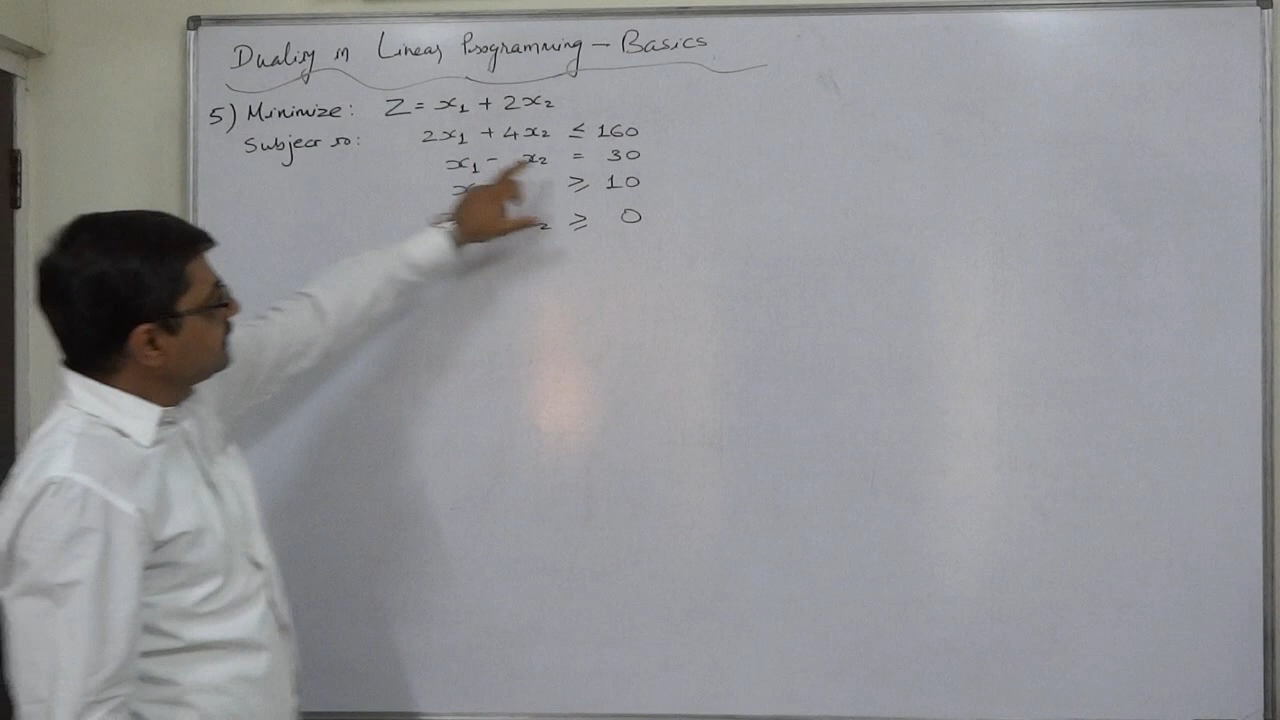 Duality in Linear Programming - Basics
5) Minimize: Z = x₁ + 2x₂
Subject to: 2x₁ + 4x₂ ≤ 160
x₁ - x₂ = 30
x ≥ 10
₂ ≥ 0